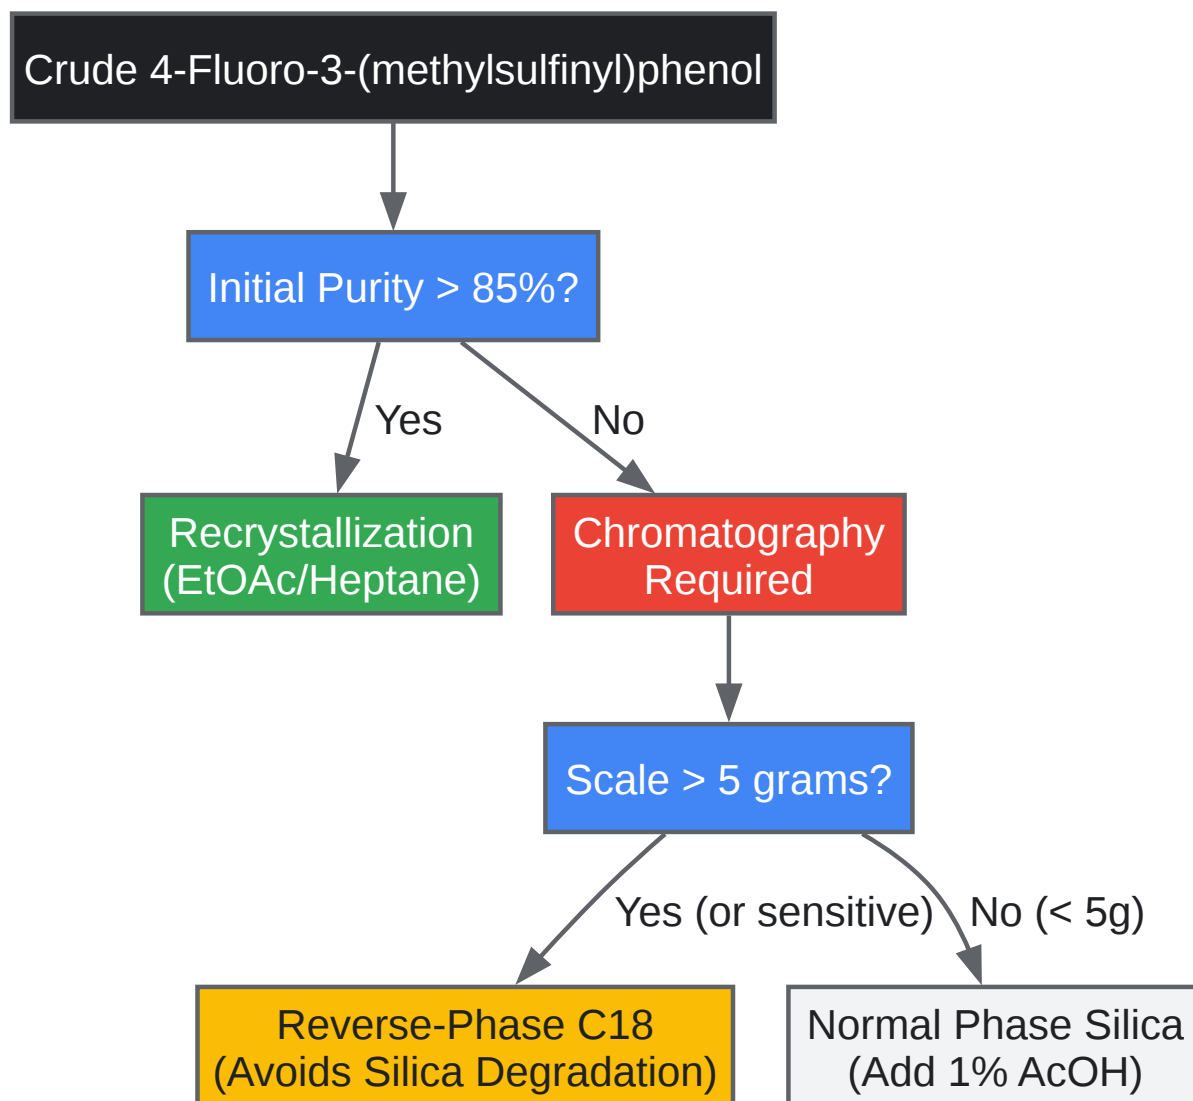 Crude 4-Fluoro-3-(methylsulfinyl)phenol
Initial Purity > 85%?
Yes
No
Recrystallization
(EtOAc/Heptane)
Chromatography
Required
Scale > 5 grams?
Yes (or sensitive)
No (< 5g)
Reverse-Phase C18
(Avoids Silica Degradation)
Normal Phase Silica
(Add 1% AcOH)